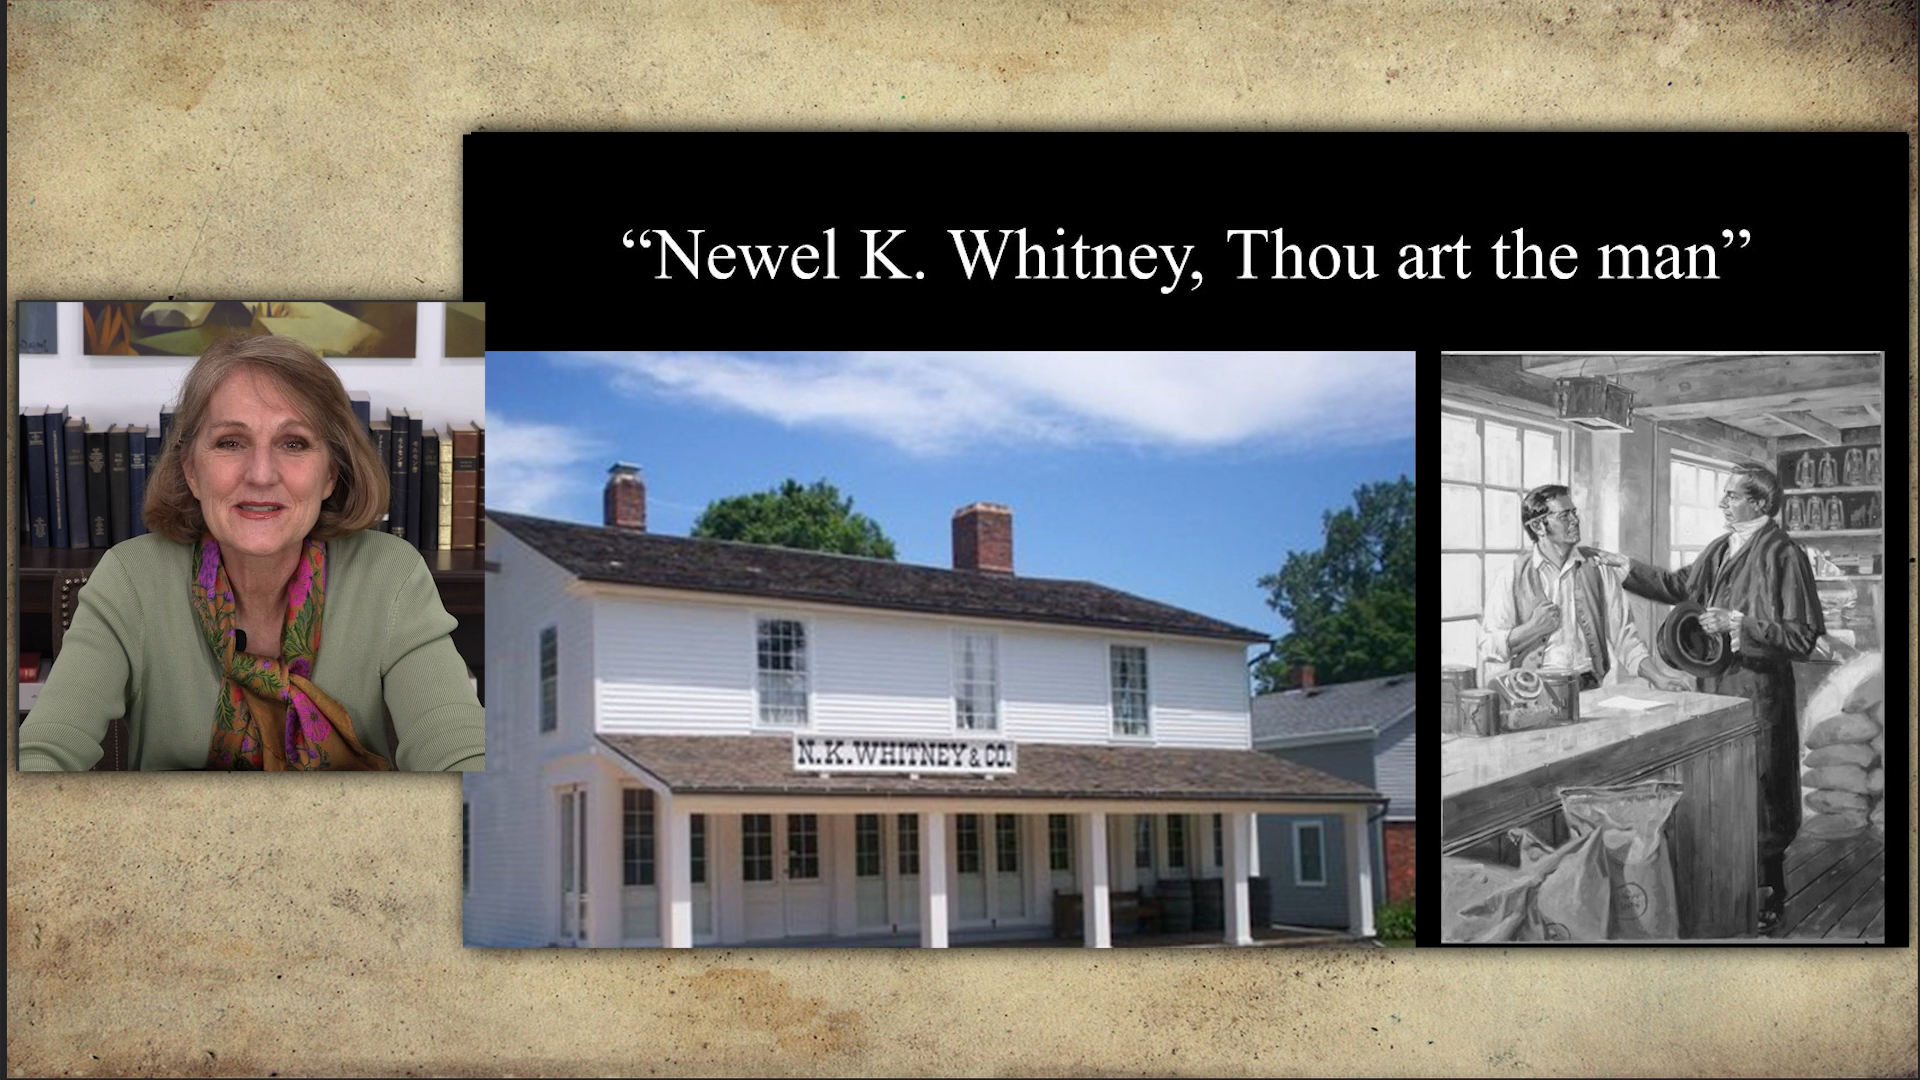 “Newel K. Whitney, Thou art the man”
N.K.WHITNEY & CO.